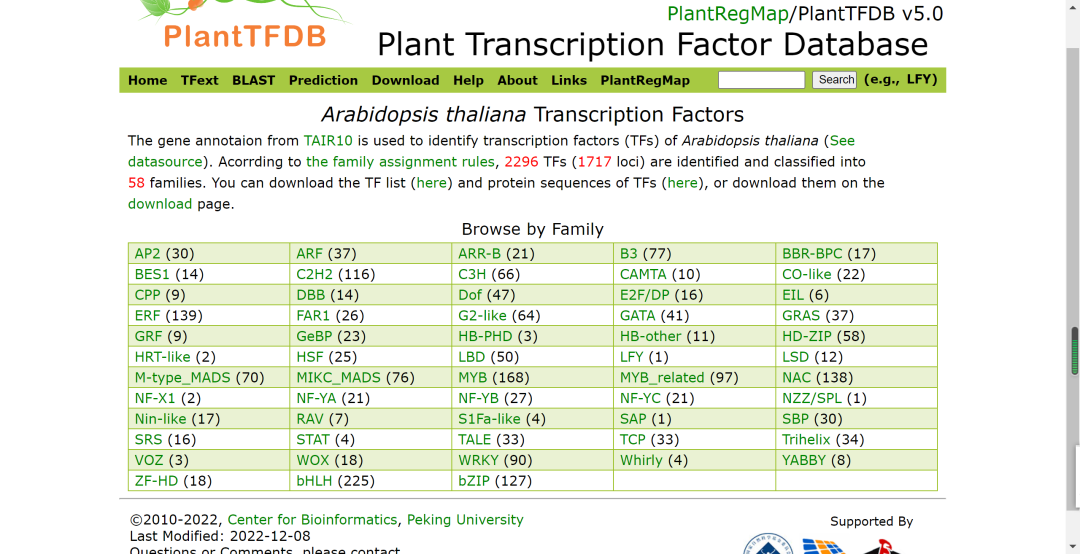 PlantTFDB
PlantRegMap/PlantTFDB v5.0
Plant Transcription Factor Database
Home TFext BLAST Prediction Download Help About Links PlantRegMap Search (e.g., LFY)
Arabidopsis thaliana Transcription Factors
The gene annotaion from TAIR10 is used to identify transcription factors (TFs) of Arabidopsis thaliana (See
datasource). Acorrding to the family assignment rules, 2296 TFs (1717 loci) are identified and classified into
58 families. You can download the TF list (here) and protein sequences of TFs (here), or download them on the
download page.
Browse by Family
AP2 (30) ARF (37) ARR-B (21) B3 (77) BBR-BPC (17)
BES1 (14) C2H2 (116) C3H (66) CAMTA (10) CO-like (22)
CPP (9) DBB (14) Dof (47) E2F/DP (16) EIL (6)
ERF (139) FAR1 (26) G2-like (64) GATA (41) GRAS (37)
GRF (9) GeBP (23) HB-PHD (3) HB-other (11) HD-ZIP (58)
HRT-like (2) HSF (25) LBD (50) LFY (1) LSD (12)
M-type_MADS (70) MIKC_MADS (76) MYB (168) MYB_related (97) NAC (138)
NF-X1 (2) NF-YA (21) NF-YB (27) NF-YC (21) NZZ/SPL (1)
Nin-like (17) RAV (7) S1Fa-like (4) SAP (1) SBP (30)
SRS (16) STAT (4) TALE (33) TCP (33) Trihelix (34)
VOZ (3) WOX (18) WRKY (90) Whirly (4) YABBY (8)
ZF-HD (18) bHLH (225) bZIP (127)
©2010-2022, Center for Bioinformatics, Peking University
Supported By
Last Modified: 2022-12-08
Questions or Comments, please contact